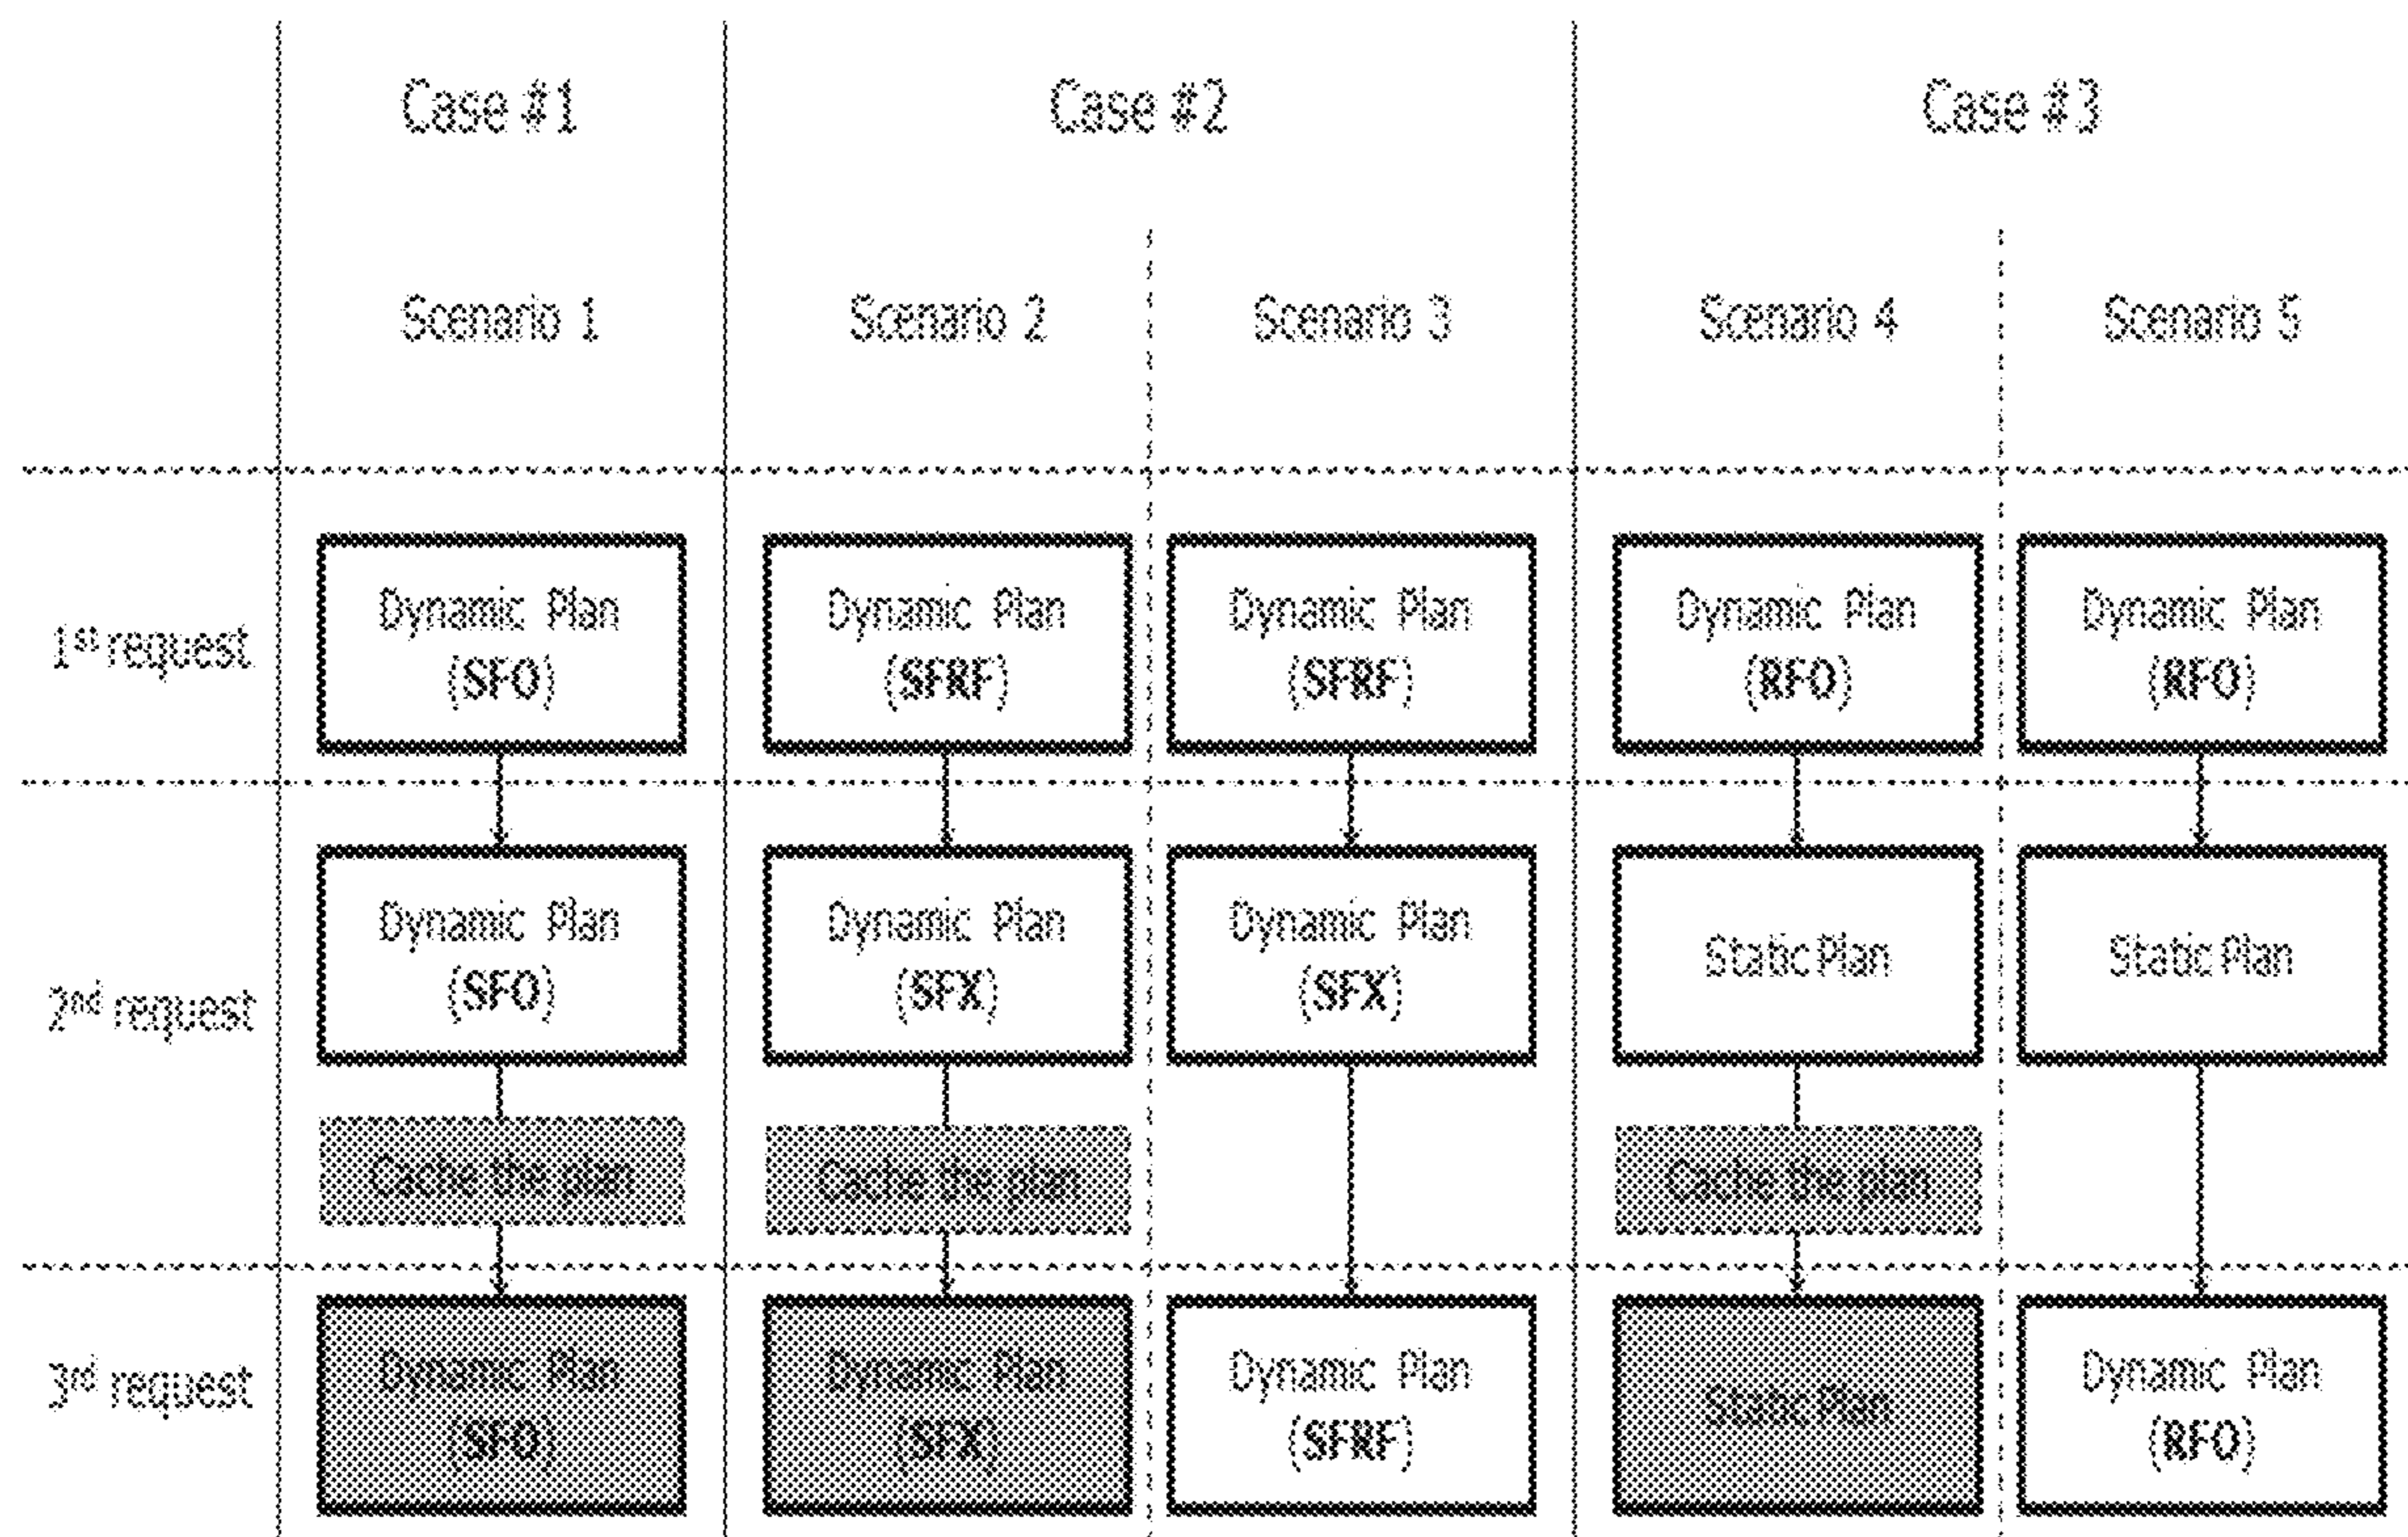 Case #1
Case #2
Case #3
Scenario 1
Scenario 2
Scenario 3
Scenario 4
Scenario 5
1st request
Dynamic Plan
(SFO)
Dynamic Plan
(SFRF)
Dynamic Plan
(SFRF)
Dynamic Plan
(RFO)
Dynamic Plan
(RFO)
2nd request
Dynamic Plan
(SFO)
Dynamic Plan
(SFX)
Dynamic Plan
(SFX)
Static Plan
Static Plan
Cache the plan
Cache the plan
Cache the plan
3rd request
Dynamic Plan
(SFO)
Dynamic Plan
(SFX)
Dynamic Plan
(SFRF)
Static Plan
Dynamic Plan
(RFO)